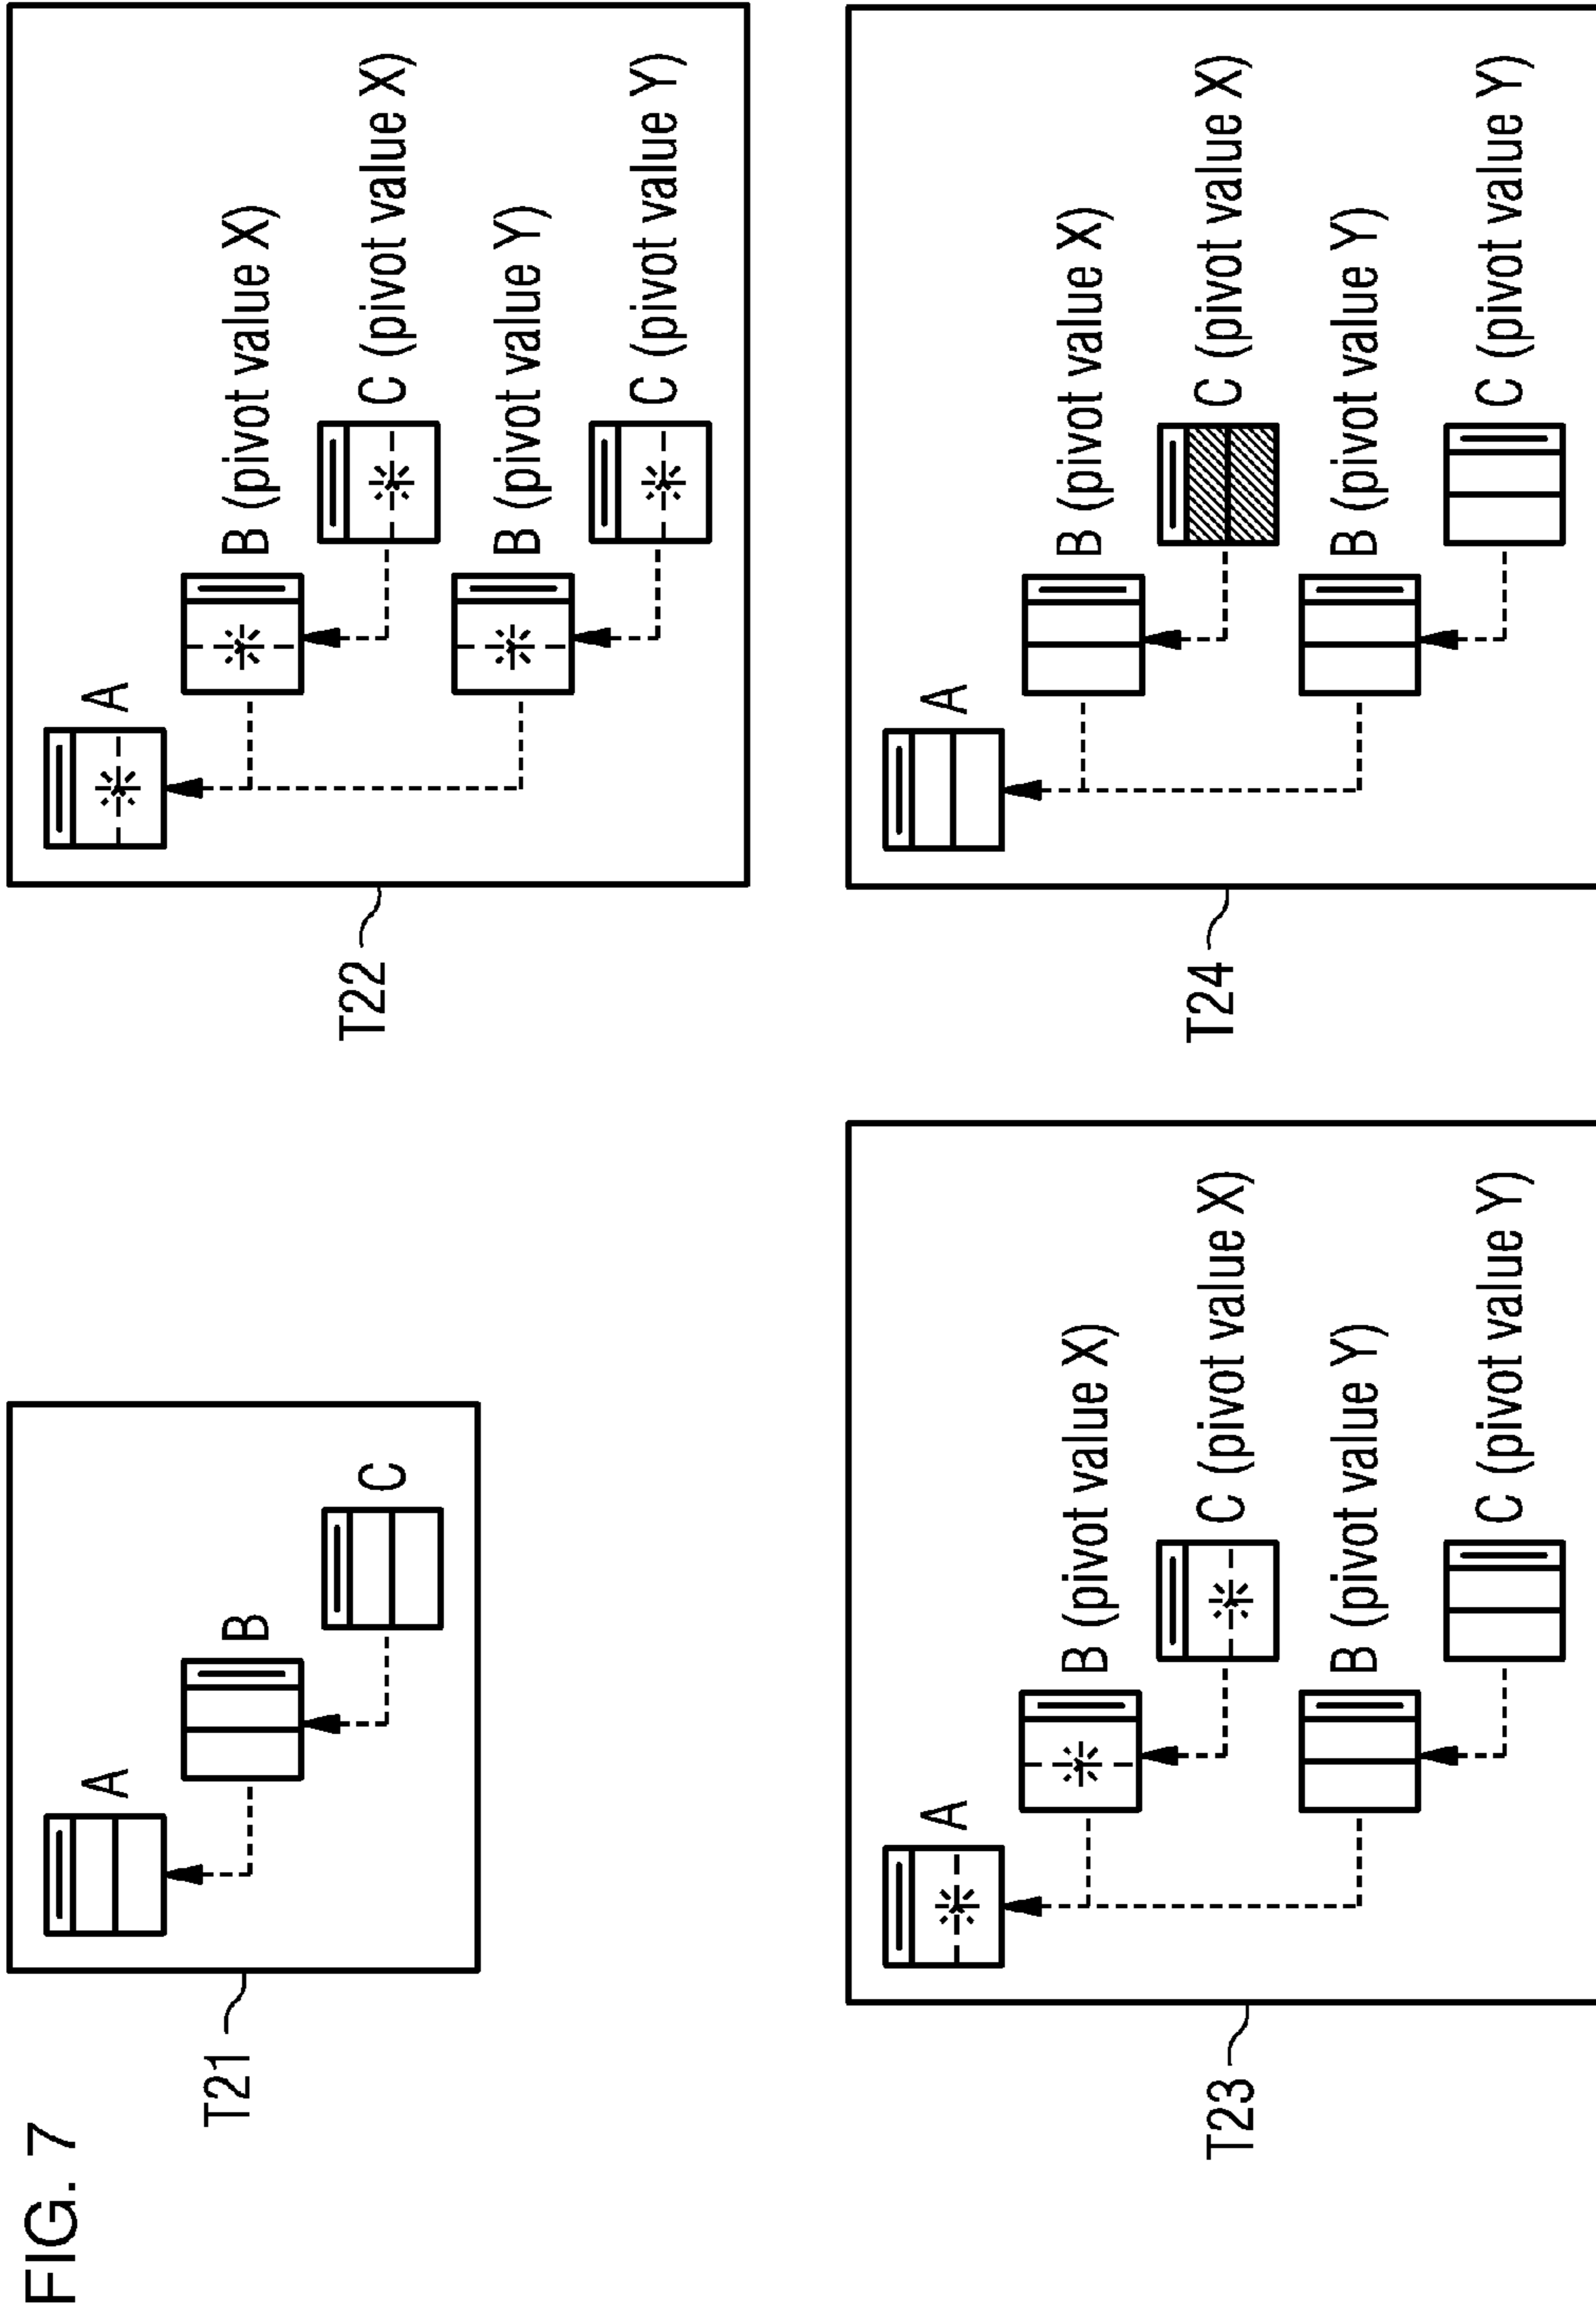 FIG. 7
T21
A
B
C
T22
A
B (pivot value X)
C (pivot value X)
B (pivot value Y)
C (pivot value Y)
T23
A
B (pivot value X)
C (pivot value X)
B (pivot value Y)
C (pivot value Y)
T24
A
B (pivot value X)
C (pivot value X)
B (pivot value Y)
C (pivot value Y)